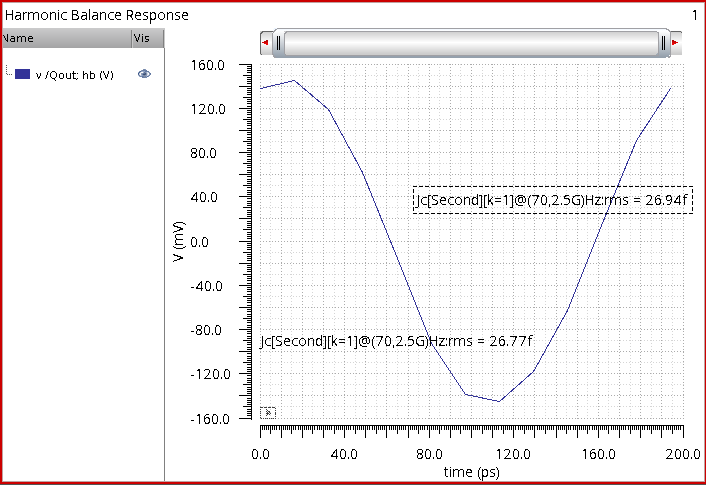 Harmonic Balance Response
1
Name Vis
v /Qout; hb (V)
160.0
120.0
80.0
40.0
0.0
-40.0
-80.0
-120.0
-160.0
V (mV)
Jc[Second][k=1]@(70,2.5G)Hz:rms = 26.94f
Jc[Second][k=1]@(70,2.5G)Hz:rms = 26.77f
0.0 40.0 80.0 120.0 160.0 200.0
time (ps)